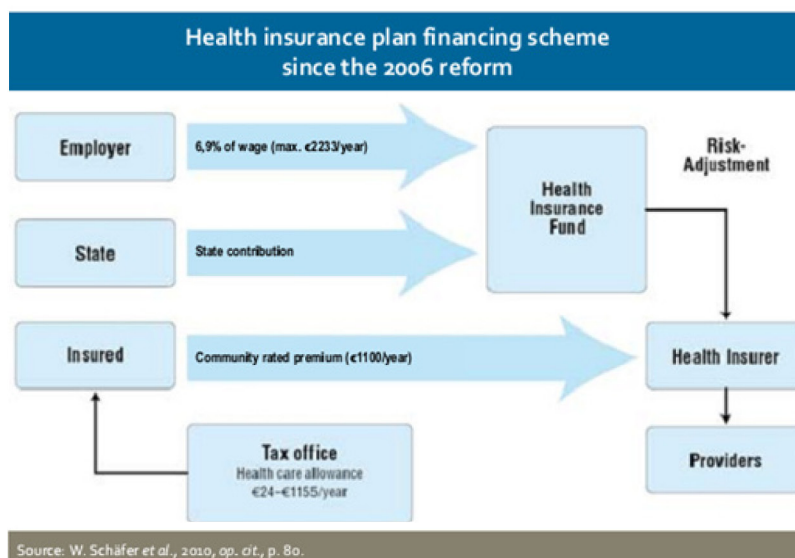 Health insurance plan financing scheme
since the 2006 reform
Employer
6,9% of wage (max. €2233/year)
Health
Insurance
Fund
Risk-
Adjustment
State
State contribution
Insured
Community rated premium (€1100/year)
Health Insurer
Tax office
Health care allowance
€24–€1155/year
Providers
Source: W. Schäfer et al., 2010, op. cit., p. 80.